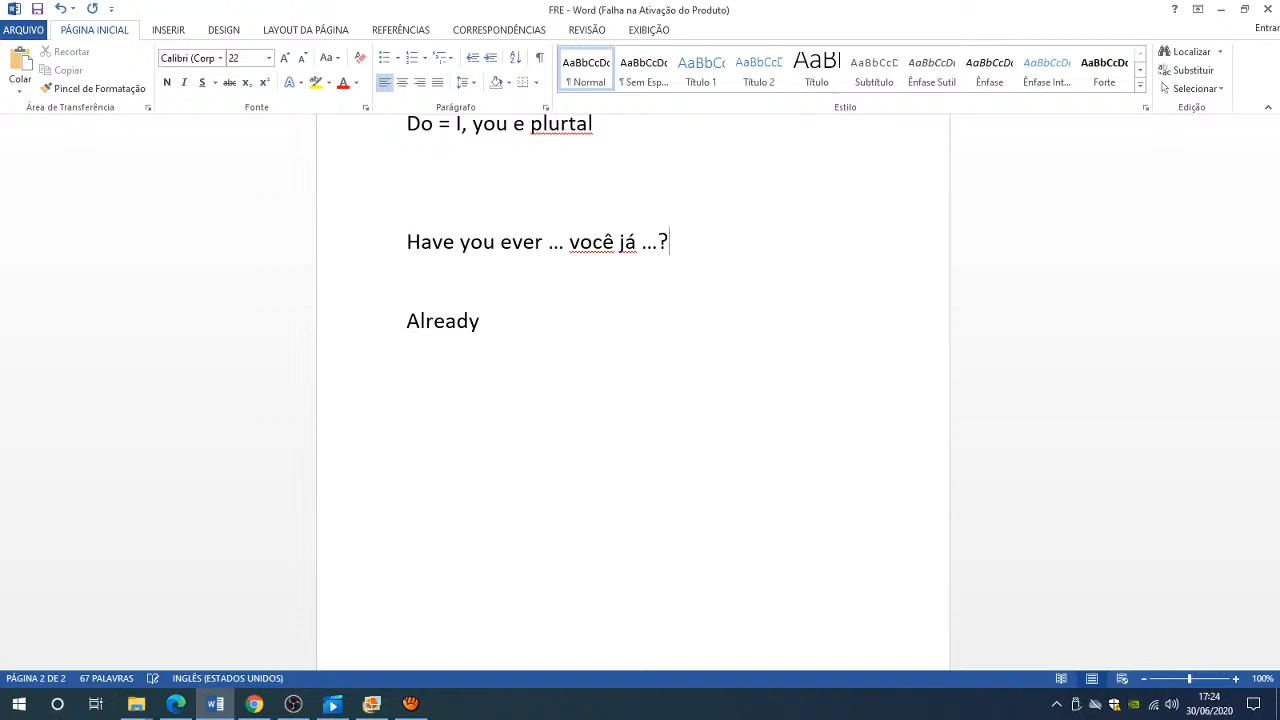 FRE - Word (Falha na Ativação do Produto)
ARQUIVO PÁGINA INICIAL INSERIR DESIGN LAYOUT DA PÁGINA REFERÊNCIAS CORRESPONDÊNCIAS REVISÃO EXIBIÇÃO Entrar
Colar
Recortar
Copiar
Pincel de Formatação
Área de Transferência
Calibri (Corp 22
Fonte
Parágrafo
AaBbCcDc AaBbCcDc AaBbCc AaBbCcC AaBl AaBbCcD AaBbCcDc AaBbCcDc AaBbCcDc AaBbCcDc
¶ Normal ¶ Sem Esp... Título 1 Título 2 Título Subtítulo Ênfase Sutil Ênfase Ênfase Int... Forte
Estilo
Localizar
Substituir
Selecionar
Edição
Do = I, you e plurtal
Have you ever ... você já ...?
Already
PÁGINA 2 DE 2 67 PALAVRAS INGLÊS (ESTADOS UNIDOS) 100%
17:24
30/06/2020